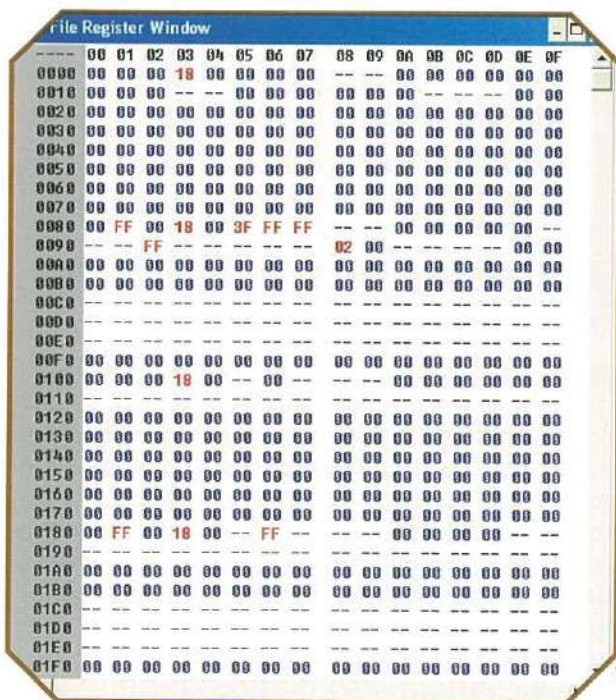 File Register Window
---- 00 01 02 03 04 05 06 07 08 09 0A 0B 0C 0D 0E 0F
0000 00 00 00 18 00 00 00 00 -- -- 00 00 00 00 00 00
0010 00 00 00 -- -- 00 00 00 00 00 00 -- -- -- 00 00
0020 00 00 00 00 00 00 00 00 00 00 00 00 00 00 00 00
0030 00 00 00 00 00 00 00 00 00 00 00 00 00 00 00 00
0040 00 00 00 00 00 00 00 00 00 00 00 00 00 00 00 00
0050 00 00 00 00 00 00 00 00 00 00 00 00 00 00 00 00
0060 00 00 00 00 00 00 00 00 00 00 00 00 00 00 00 00
0070 00 00 00 00 00 00 00 00 00 00 00 00 00 00 00 00
0080 00 FF 00 18 00 3F FF FF -- -- 00 00 00 00 00 --
0090 -- -- FF -- -- -- -- -- 02 00 -- -- -- -- 00 00
00A0 00 00 00 00 00 00 00 00 00 00 00 00 00 00 00 00
00B0 00 00 00 00 00 00 00 00 00 00 00 00 00 00 00 00
00C0 -- -- -- -- -- -- -- -- -- -- -- -- -- -- -- --
00D0 -- -- -- -- -- -- -- -- -- -- -- -- -- -- -- --
00E0 -- -- -- -- -- -- -- -- -- -- -- -- -- -- -- --
00F0 00 00 00 00 00 00 00 00 00 00 00 00 00 00 00 00
0100 00 00 00 18 00 -- 00 -- -- -- 00 00 00 00 00 00
0110 -- -- -- -- -- -- -- -- -- -- -- -- -- -- -- --
0120 00 00 00 00 00 00 00 00 00 00 00 00 00 00 00 00
0130 00 00 00 00 00 00 00 00 00 00 00 00 00 00 00 00
0140 00 00 00 00 00 00 00 00 00 00 00 00 00 00 00 00
0150 00 00 00 00 00 00 00 00 00 00 00 00 00 00 00 00
0160 00 00 00 00 00 00 00 00 00 00 00 00 00 00 00 00
0170 00 00 00 00 00 00 00 00 00 00 00 00 00 00 00 00
0180 00 FF 00 18 00 -- FF -- -- -- 00 00 00 00 -- --
0190 -- -- -- -- -- -- -- -- -- -- -- -- -- -- -- --
01A0 00 00 00 00 00 00 00 00 00 00 00 00 00 00 00 00
01B0 00 00 00 00 00 00 00 00 00 00 00 00 00 00 00 00
01C0 -- -- -- -- -- -- -- -- -- -- -- -- -- -- -- --
01D0 -- -- -- -- -- -- -- -- -- -- -- -- -- -- -- --
01E0 -- -- -- -- -- -- -- -- -- -- -- -- -- -- -- --
01F0 00 00 00 00 00 00 00 00 00 00 00 00 00 00 00 00